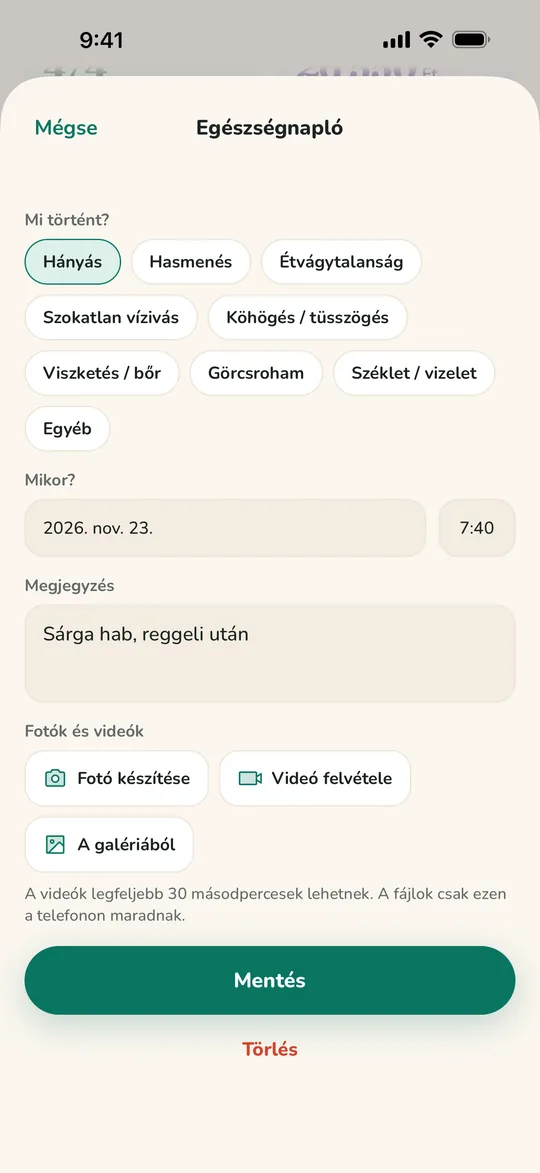 9:41
Mégse
Egészségnapló
Mi történt?
Hányás
Hasmenés
Étvágytalanság
Szokatlan vízivás
Köhögés / tüsszögés
Viszketés / bőr
Görcsroham
Széklet / vizelet
Egyéb
Mikor?
2026. nov. 23.
7:40
Megjegyzés
Sárga hab, reggeli után
Fotók és videók
Fotó készítése
Videó felvétele
A galériából
A videók legfeljebb 30 másodpercesek lehetnek. A fájlok csak ezen
a telefonon maradnak.
Mentés
Törlés